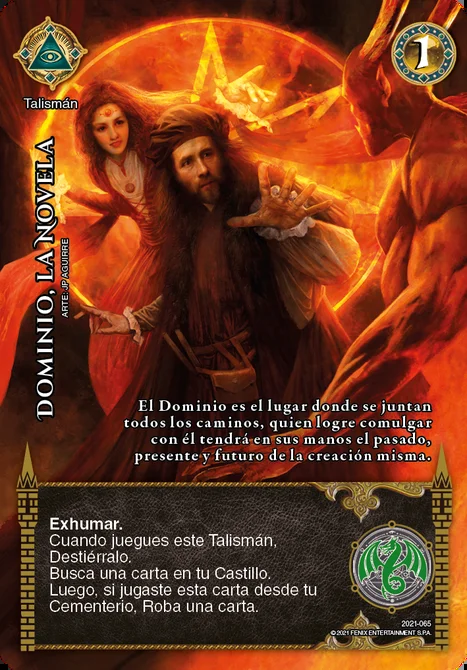 1
Talismán
DOMINIO, LA NOVELA
ARTE: JP AGUIRRE
El Dominio es el lugar donde se juntan
todos los caminos, quien logre comulgar
con él tendrá en sus manos el pasado,
presente y futuro de la creación misma.
Exhumar.
Cuando juegues este Talismán,
Destiérralo.
Busca una carta en tu Castillo.
Luego, si jugaste esta carta desde tu
Cementerio, Roba una carta.
2021-065
©2021 FENIX ENTERTAINMENT S.P.A.